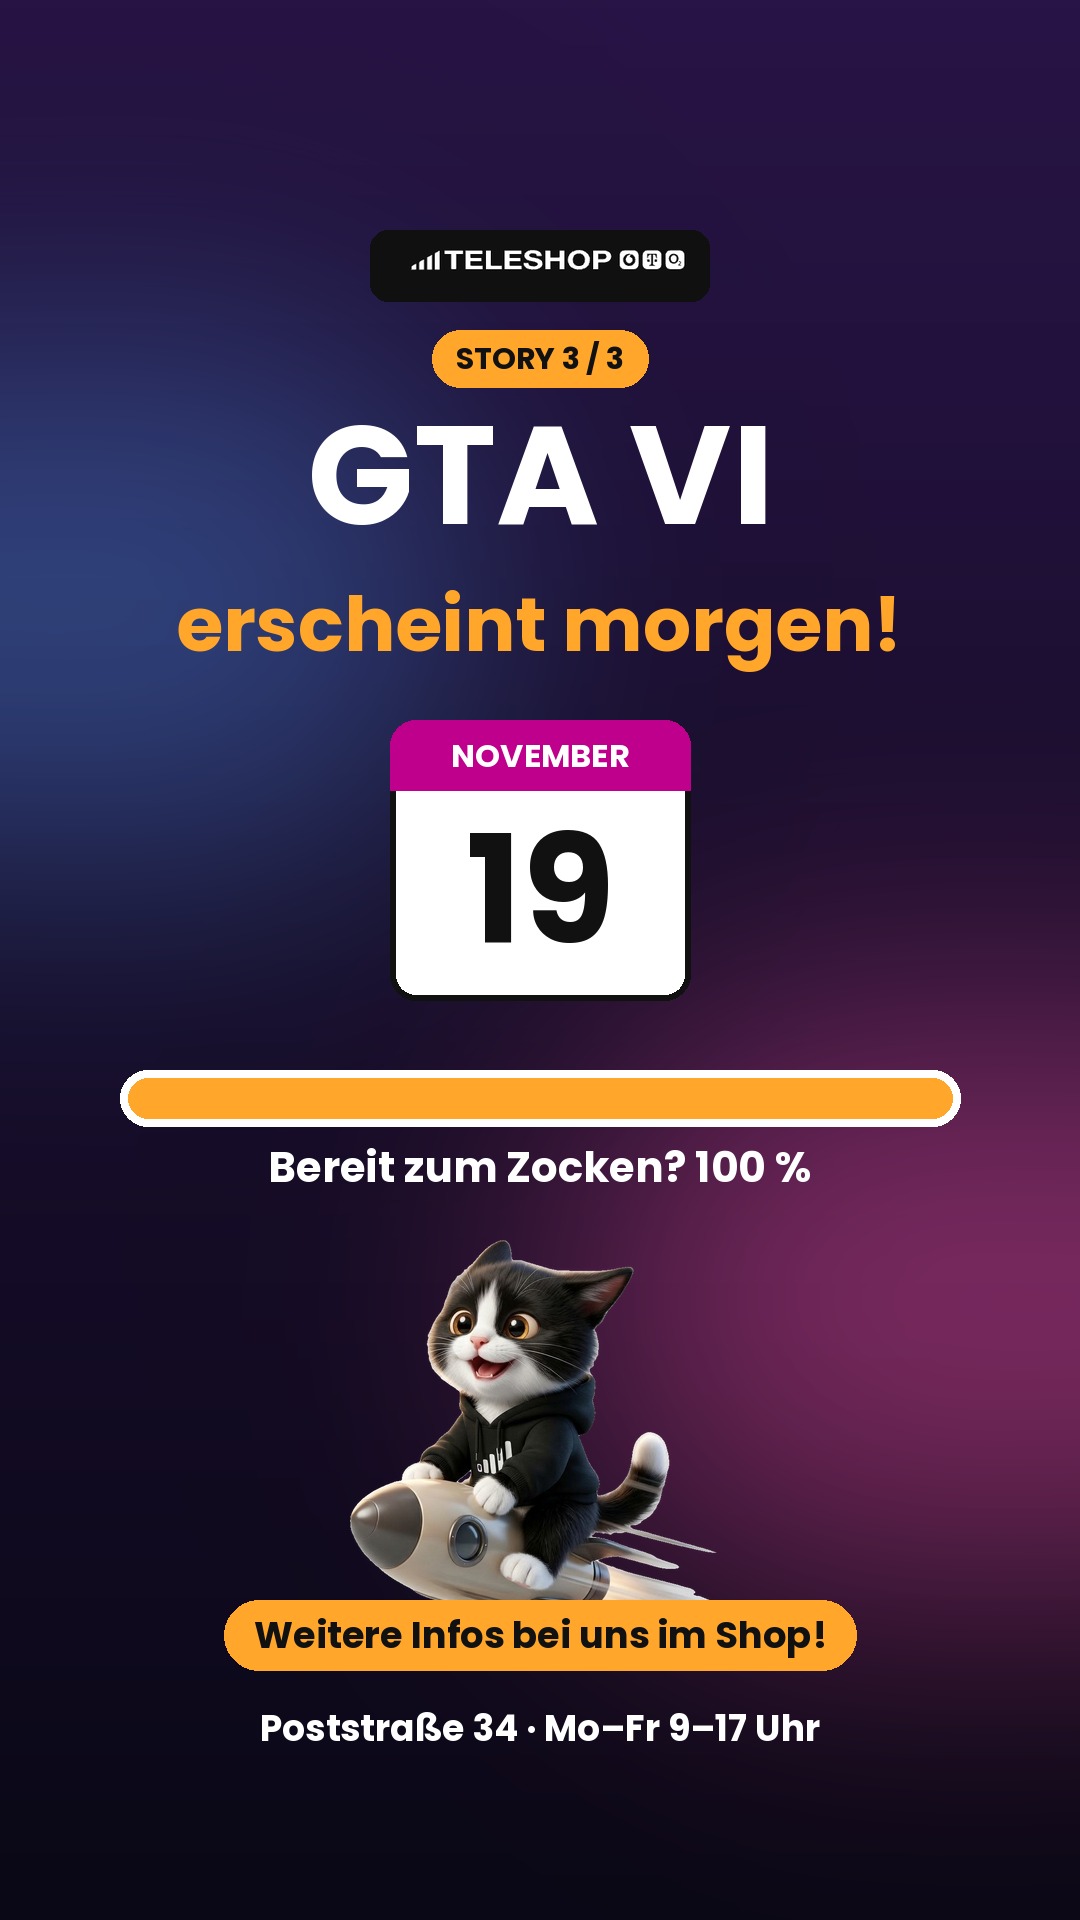 TELESHOP T O₂
STORY 3 / 3
GTA VI
erscheint morgen!
NOVEMBER
19
Bereit zum Zocken? 100 %
Weitere Infos bei uns im Shop!
Poststraße 34 · Mo–Fr 9–17 Uhr